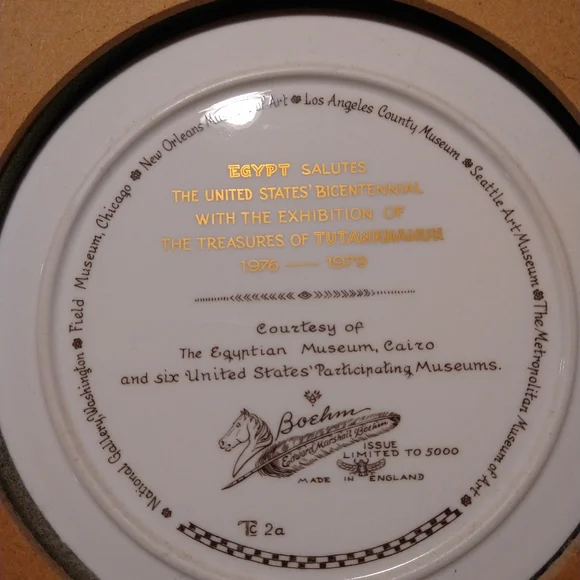 National Gallery, Washington Field Museum, Chicago New Orleans Museum of Art Los Angeles County Museum Seattle Art Museum The Metropolitan Museum of Art
EGYPT SALUTES
THE UNITED STATES' BICENTENNIAL
WITH THE EXHIBITION OF
THE TREASURES OF TUTANKHAMUN
1976 — 1979
Courtesy of
The Egyptian Museum, Cairo
and six United States' Participating Museums.
Boehm
Edward Marshall Boehm
ISSUE
LIMITED TO 5000
MADE IN ENGLAND
Tc 2a